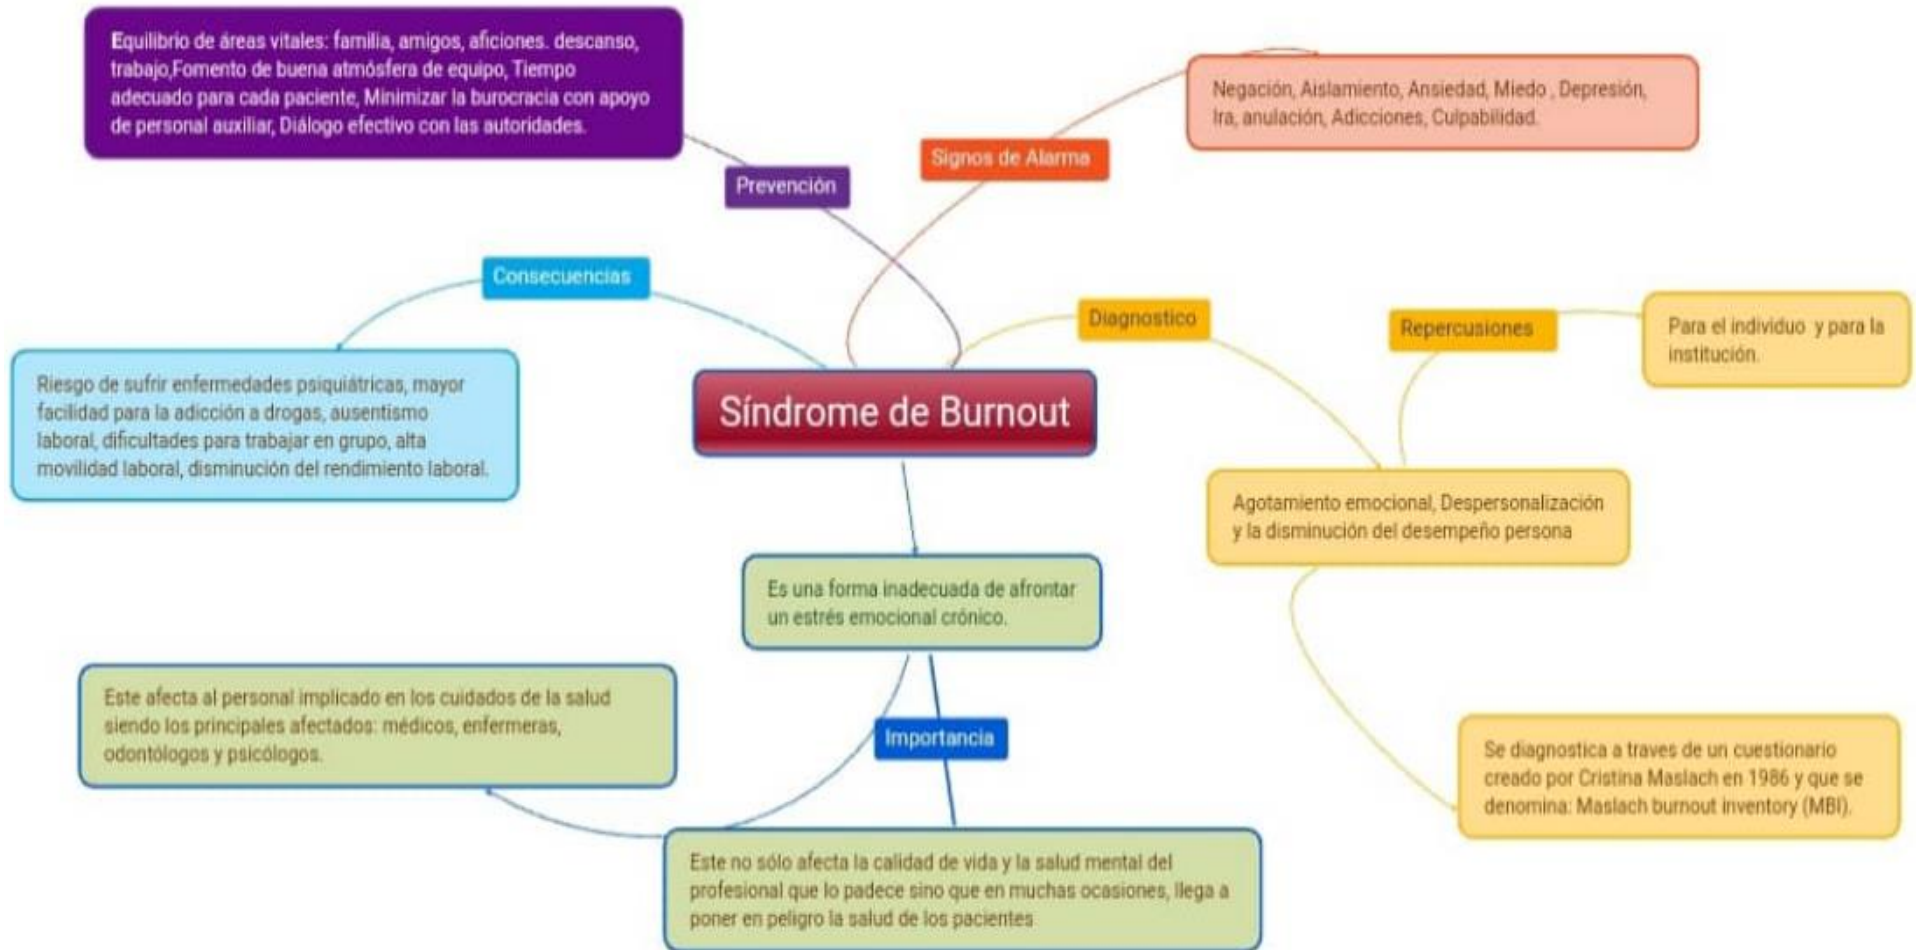 Equilibrio de áreas vitales: familia, amigos, aficiones. descanso,
trabajo,Fomento de buena atmósfera de equipo, Tiempo
adecuado para cada paciente, Minimizar la burocracia con apoyo
de personal auxiliar, Diálogo efectivo con las autoridades.
Prevención
Signos de Alarma
Negación, Aislamiento, Ansiedad, Miedo , Depresión,
Ira, anulación, Adicciones, Culpabilidad.
Consecuencias
Riesgo de sufrir enfermedades psiquiátricas, mayor
facilidad para la adicción a drogas, ausentismo
laboral, dificultades para trabajar en grupo, alta
movilidad laboral, disminución del rendimiento laboral.
Síndrome de Burnout
Diagnostico
Repercusiones
Para el individuo y para la
institución.
Agotamiento emocional, Despersonalización
y la disminución del desempeño persona
Se diagnostica a traves de un cuestionario
creado por Cristina Maslach en 1986 y que se
denomina: Maslach burnout inventory (MBI).
Es una forma inadecuada de afrontar
un estrés emocional crónico.
Este afecta al personal implicado en los cuidados de la salud
siendo los principales afectados: médicos, enfermeras,
odontólogos y psicólogos.
Importancia
Este no sólo afecta la calidad de vida y la salud mental del
profesional que lo padece sino que en muchas ocasiones, llega a
poner en peligro la salud de los pacientes